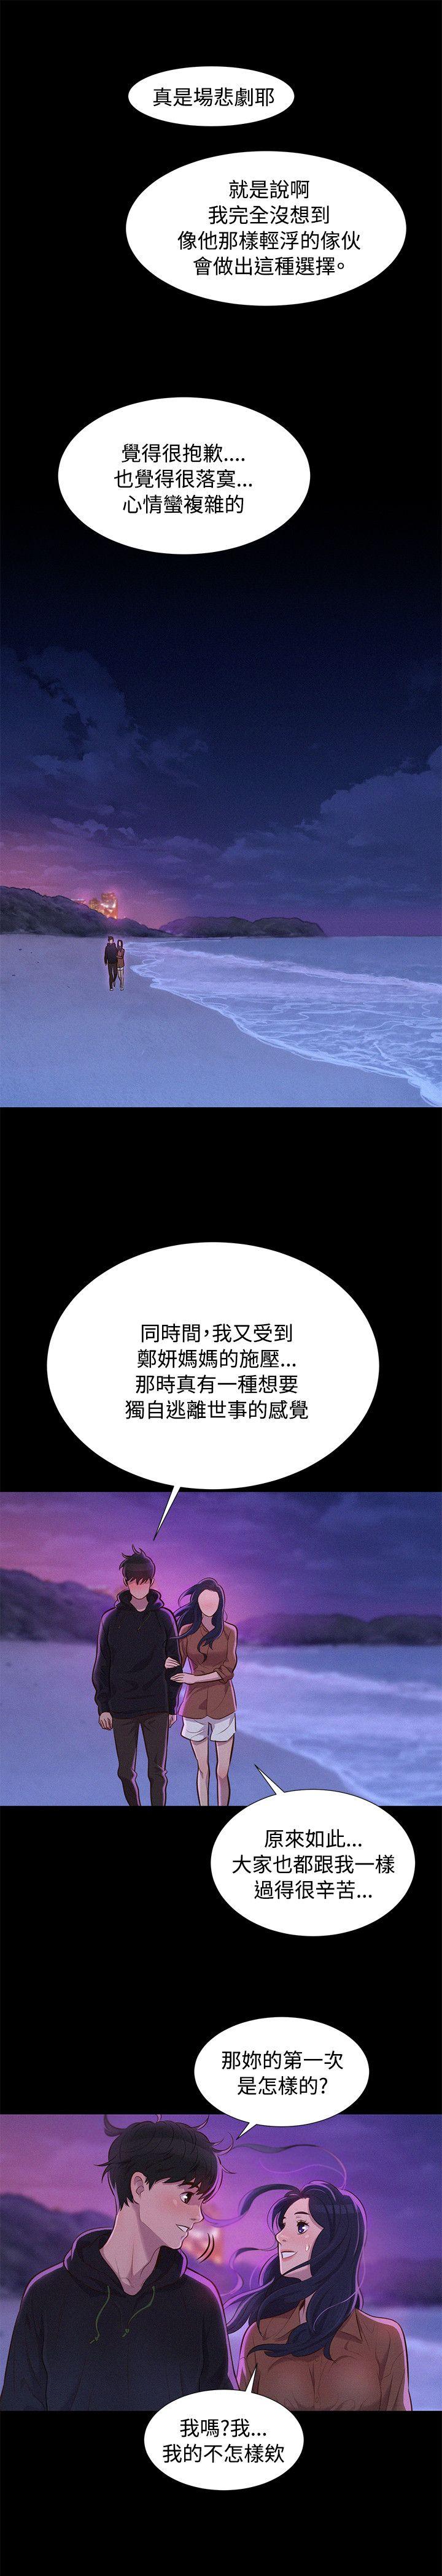 真是場悲劇耶
就是說啊
我完全沒想到
像他那樣輕浮的傢伙
會做出這種選擇。
覺得很抱歉....
也覺得很落寞...
心情蠻複雜的
同時間，我又受到
鄭妍媽媽的施壓...
那時真有一種想要
獨自逃離世事的感覺
原來如此...
大家也都跟我一樣
過得很辛苦...
那妳的第一次
是怎樣的?
我嗎?我...
我的不怎樣欸